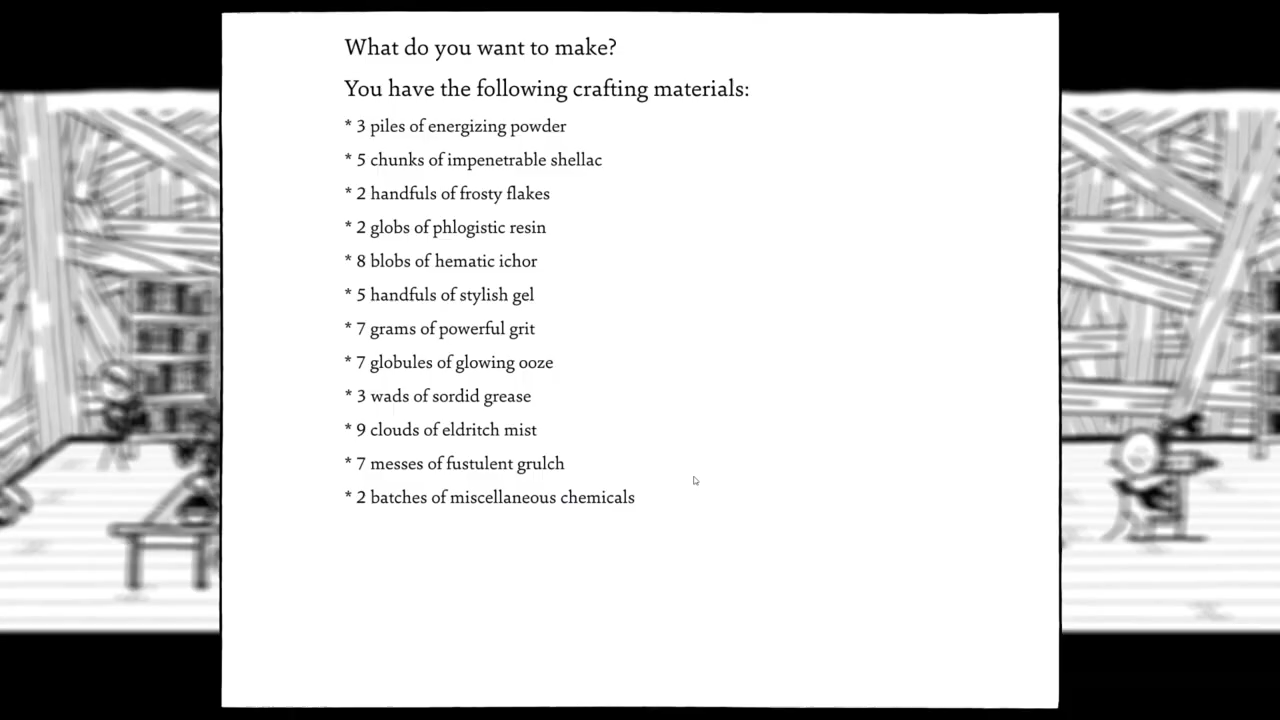 What do you want to make?
You have the following crafting materials:
* 3 piles of energizing powder
* 5 chunks of impenetrable shellac
* 2 handfuls of frosty flakes
* 2 globs of phlogistic resin
* 8 blobs of hematic ichor
* 5 handfuls of stylish gel
* 7 grams of powerful grit
* 7 globules of glowing ooze
* 3 wads of sordid grease
* 9 clouds of eldritch mist
* 7 messes of fustulent grulch
* 2 batches of miscellaneous chemicals